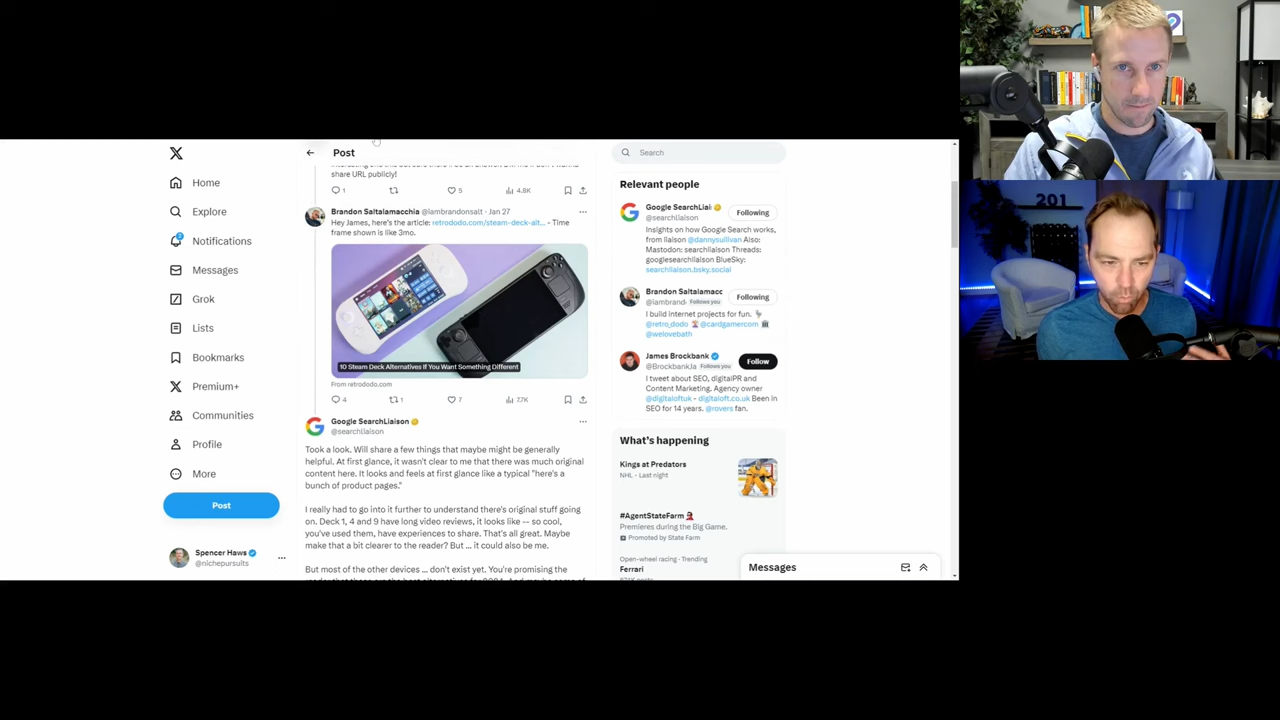 Post
Search
share URL publicly!
1
5
4.8K
Home
Explore
2
Notifications
Messages
Grok
Lists
Bookmarks
Premium+
Communities
Profile
More
Post
Spencer Haws
@nichepursuits
Brandon Saltalamacchia @iambrandonsalt · Jan 27
Hey James, here's the article: retrododo.com/steam-deck-alt... - Time
frame shown is like 3mo.
10 Steam Deck Alternatives If You Want Something Different
From retrododo.com
4
1
7
7.7K
Google SearchLiaison
@searchliaison
Took a look. Will share a few things that maybe might be generally
helpful. At first glance, it wasn't clear to me that there was much original
content here. It looks and feels at first glance like a typical "here's a
bunch of product pages."
I really had to go into it further to understand there's original stuff going
on. Deck 1, 4 and 9 have long video reviews, it looks like -- so cool,
you've used them, have experiences to share. That's all great. Maybe
make that a bit clearer to the reader? But ... it could also be me.
But most of the other devices ... don't exist yet. You're promising the
Relevant people
Google SearchLiai
@searchliaison
Following
Insights on how Google Search works,
from liaison @dannysullivan Also:
Mastodon: searchliaison Threads:
googlesearchliaison BlueSky:
searchliaison.bsky.social
Brandon Saltalamacc
@iambrand Follows you
Following
I build internet projects for fun.
@retro_dodo @cardgamercom
@welovebath
James Brockbank
@BrockbankJa Follows you
Follow
I tweet about SEO, digitalPR and
Content Marketing. Agency owner
@digitaloftuk - digitaloft.co.uk Been in
SEO for 14 years. @rovers fan.
What's happening
Kings at Predators
NHL · Last night
#AgentStateFarm
Premieres during the Big Game.
Promoted by State Farm
Open-wheel racing · Trending
Ferrari
Messages
201